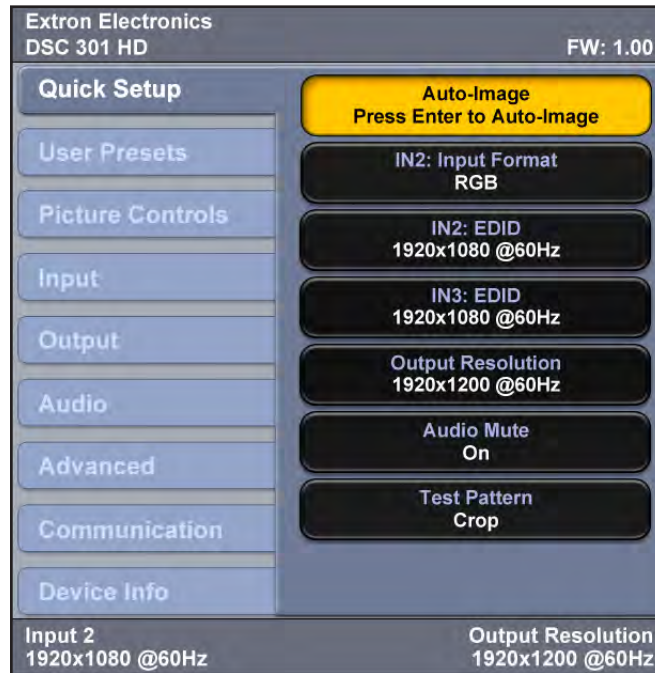 Extron Electronics
DSC 301 HD
FW: 1.00
Quick Setup
User Presets
Picture Controls
Input
Output
Audio
Advanced
Communication
Device Info
Auto-Image
Press Enter to Auto-Image
IN2: Input Format
RGB
IN2: EDID
1920x1080 @60Hz
IN3: EDID
1920x1080 @60Hz
Output Resolution
1920x1200 @60Hz
Audio Mute
On
Test Pattern
Crop
Input 2
1920x1080 @60Hz
Output Resolution
1920x1200 @60Hz